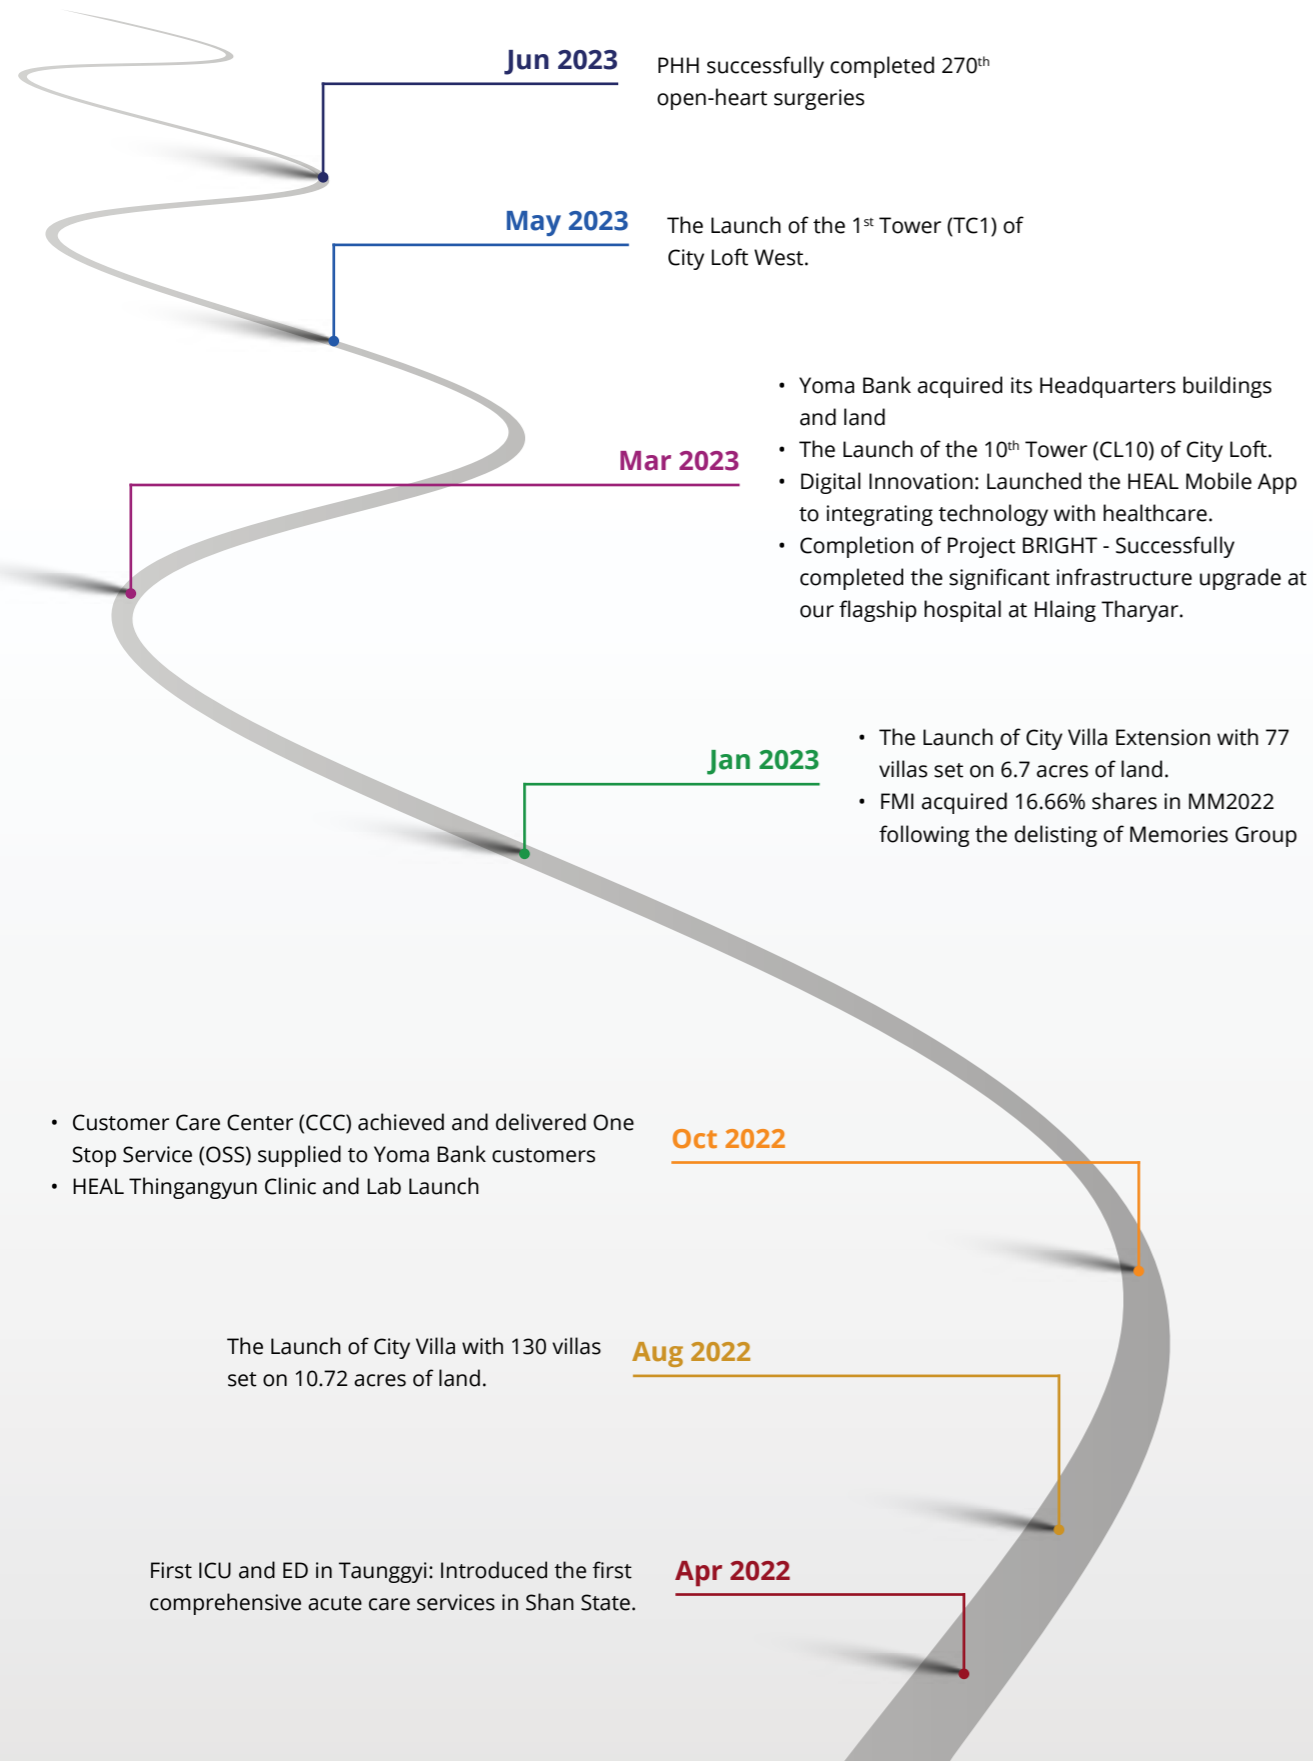 Jun 2023
PHH successfully completed 270th
open-heart surgeries
May 2023
The Launch of the 1st Tower (TC1) of
City Loft West.
Mar 2023
• Yoma Bank acquired its Headquarters buildings
and land
• The Launch of the 10th Tower (CL10) of City Loft.
• Digital Innovation: Launched the HEAL Mobile App
to integrating technology with healthcare.
• Completion of Project BRIGHT - Successfully
completed the significant infrastructure upgrade at
our flagship hospital at Hlaing Tharyar.
Jan 2023
• The Launch of City Villa Extension with 77
villas set on 6.7 acres of land.
• FMI acquired 16.66% shares in MM2022
following the delisting of Memories Group
• Customer Care Center (CCC) achieved and delivered One
Stop Service (OSS) supplied to Yoma Bank customers
• HEAL Thingangyun Clinic and Lab Launch
Oct 2022
The Launch of City Villa with 130 villas
set on 10.72 acres of land.
Aug 2022
First ICU and ED in Taunggyi: Introduced the first
comprehensive acute care services in Shan State.
Apr 2022